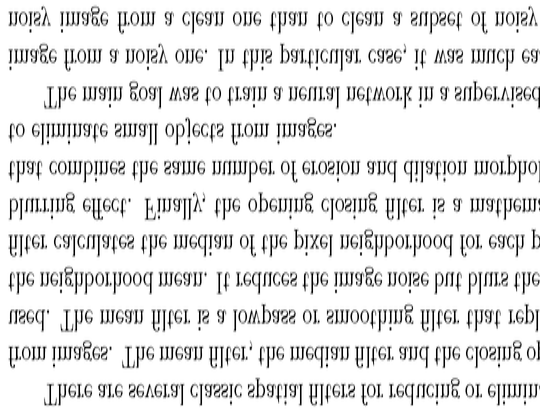 There are several classic spatial filters for reducing or elimin
from images. The mean filter, the median filter and the closing op
used. The mean filter is a lowpass or smoothing filter that repl
the neighborhood mean. It reduces the image noise but blurs the
filter calculates the median of the pixel neighborhood for each p
blurring effect. Finally, the opening closing filter is a mathema
that combines the same number of erosion and dilation morphol
to eliminate small objects from images.
The main goal was to train a neural network in a supervised
image from a noisy one. In this particular case, it was much ea
noisy image from a clean one than to clean a subset of noisy